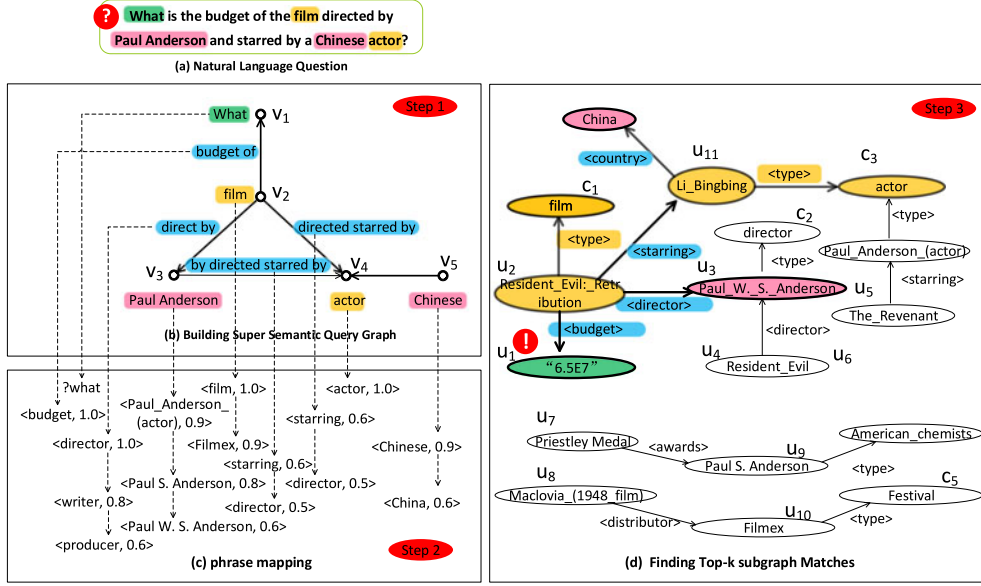 ? What is the budget of the film directed by
Paul Anderson and starred by a Chinese actor?
(a) Natural Language Question
Step 1
What
v1
budget of
film
v2
direct by
directed starred by
by directed starred by
v3
v4
v5
Paul Anderson
actor
Chinese
(b) Building Super Semantic Query Graph
?what
<budget, 1.0>
<director, 1.0>
<writer, 0.8>
<producer, 0.6>
<Paul_Anderson_
(actor), 0.9>
<Paul S. Anderson, 0.8>
<Paul W. S. Anderson, 0.6>
<film, 1.0>
<Filmex, 0.9>
<starring, 0.6>
<director, 0.5>
<starring, 0.6>
<director, 0.5>
<actor, 1.0>
<Chinese, 0.9>
<China, 0.6>
(c) phrase mapping
Step 2
Step 3
China
<country>
u11
Li_Bingbing
<type>
c3
actor
c1
film
<type>
<starring>
c2
director
<type>
<type>
Paul_Anderson_(actor)
u2
Resident_Evil:_Retr
ibution
<director>
u3
Paul_W._S._Anderson
u5
<starring>
The_Revenant
<budget>
!
u1
“6.5E7”
<director>
u4
Resident_Evil
u6
u7
Priestley Medal
<awards>
u9
Paul S. Anderson
<type>
American_chemists
u8
Maclovia_(1948_film)
<distributor>
u10
Filmex
<type>
c5
Festival
(d) Finding Top-k subgraph Matches